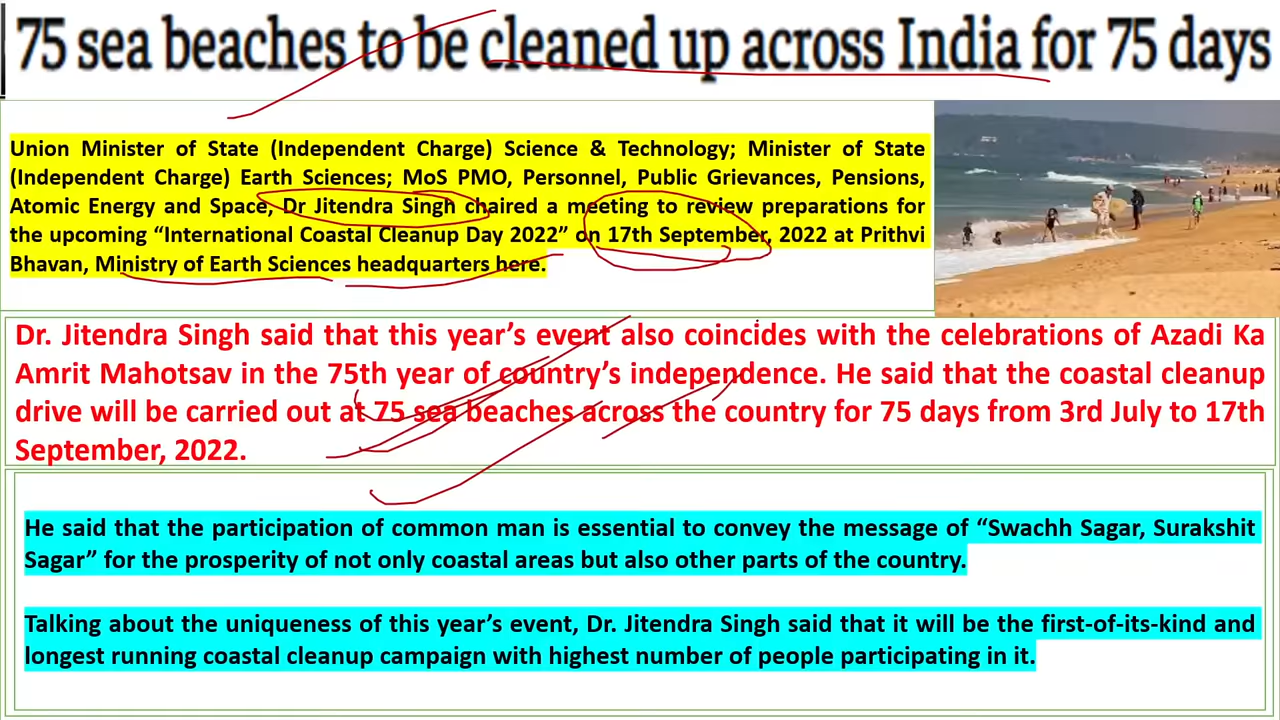 75 sea beaches to be cleaned up across India for 75 days
Union Minister of State (Independent Charge) Science & Technology; Minister of State
(Independent Charge) Earth Sciences; MoS PMO, Personnel, Public Grievances, Pensions,
Atomic Energy and Space, Dr Jitendra Singh chaired a meeting to review preparations for
the upcoming “International Coastal Cleanup Day 2022” on 17th September, 2022 at Prithvi
Bhavan, Ministry of Earth Sciences headquarters here.
Dr. Jitendra Singh said that this year’s event also coincides with the celebrations of Azadi Ka
Amrit Mahotsav in the 75th year of country’s independence. He said that the coastal cleanup
drive will be carried out at 75 sea beaches across the country for 75 days from 3rd July to 17th
September, 2022.
He said that the participation of common man is essential to convey the message of “Swachh Sagar, Surakshit
Sagar” for the prosperity of not only coastal areas but also other parts of the country.
Talking about the uniqueness of this year’s event, Dr. Jitendra Singh said that it will be the first-of-its-kind and
longest running coastal cleanup campaign with highest number of people participating in it.